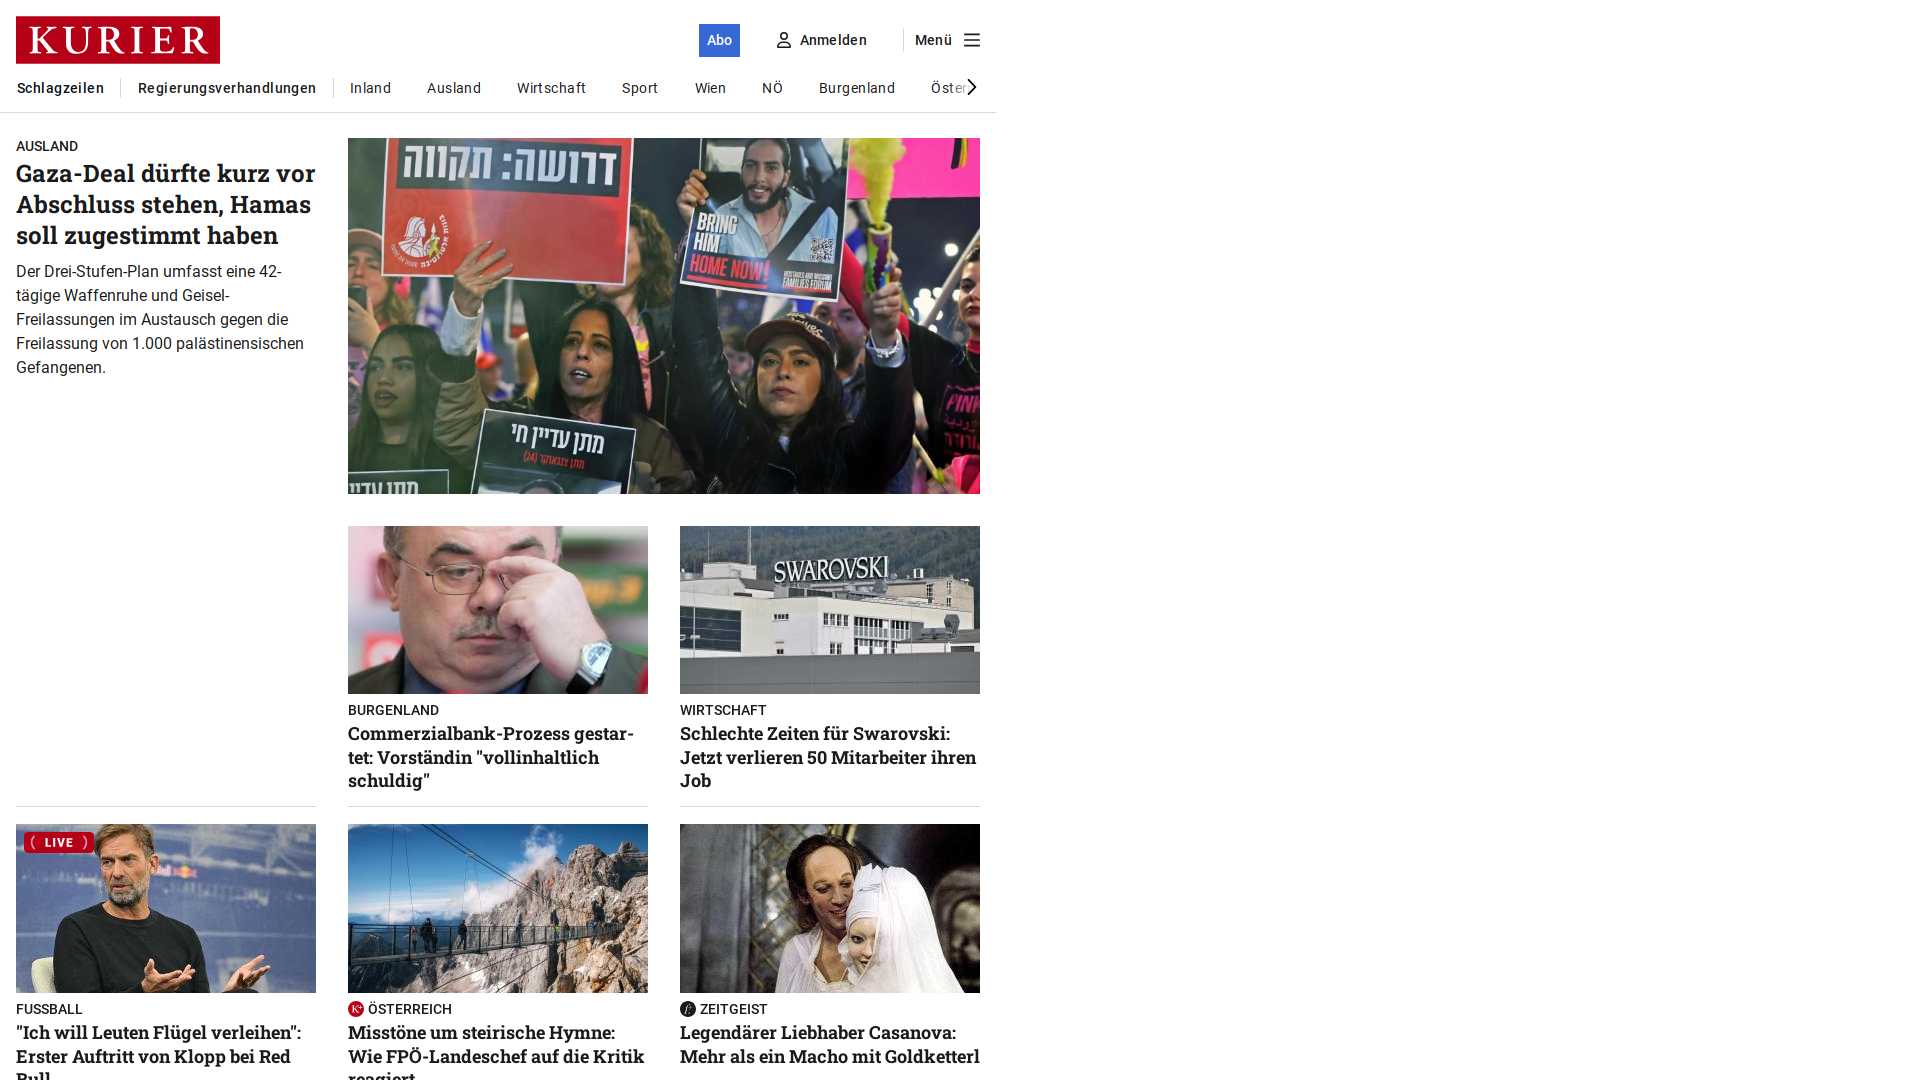 KURIER
Abo
Anmelden
Menü
Schlagzeilen
Regierungsverhandlungen
Inland
Ausland
Wirtschaft
Sport
Wien
NÖ
Burgenland
AUSLAND
Gaza-Deal dürfte kurz vor
Abschluss stehen, Hamas
soll zugestimmt haben
Der Drei-Stufen-Plan umfasst eine 42-
tägige Waffenruhe und Geisel-
Freilassungen im Austausch gegen die
Freilassung von 1.000 palästinensischen
Gefangenen.
דרושה: תקווה
BRING
HIM
HOME NOW!
HOSTAGES AND MISSING
FAMILIES FORUM
מתן עדיין חי
SWAROVSKI
BURGENLAND
Commerzialbank-Prozess gestar-
tet: Vorständin "vollinhaltlich
schuldig"
WIRTSCHAFT
Schlechte Zeiten für Swarovski:
Jetzt verlieren 50 Mitarbeiter ihren
Job
LIVE
FUSSBALL
"Ich will Leuten Flügel verleihen":
Erster Auftritt von Klopp bei Red
Bull
ÖSTERREICH
Misstöne um steirische Hymne:
Wie FPÖ-Landeschef auf die Kritik
reagiert
ZEITGEIST
Legendärer Liebhaber Casanova:
Mehr als ein Macho mit Goldketterl